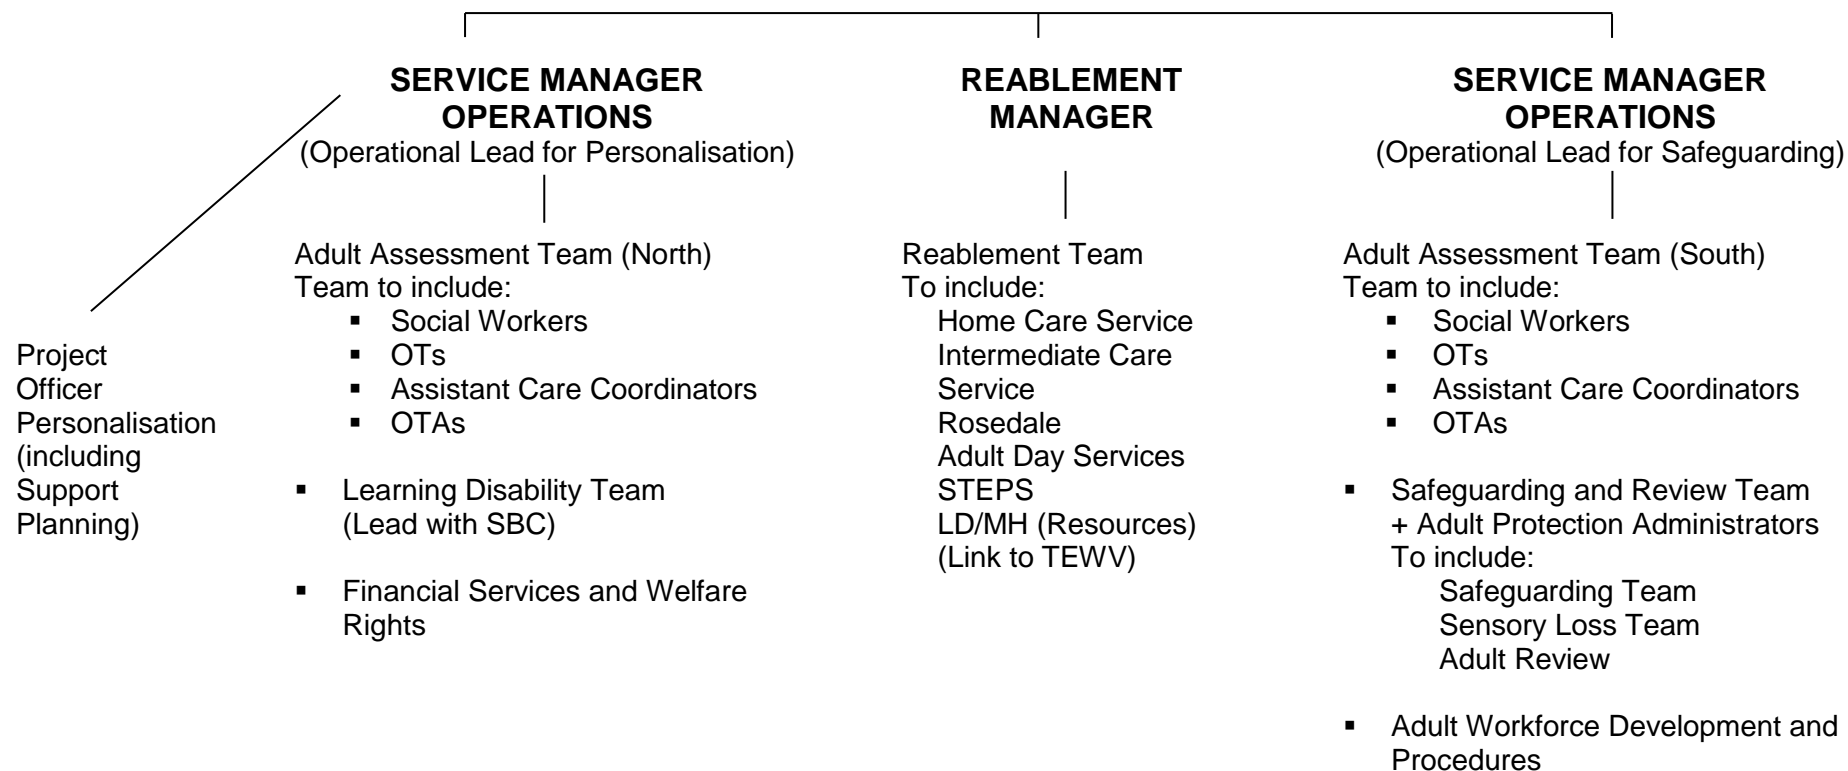 SERVICE MANAGER
OPERATIONS
(Operational Lead for Personalisation)
REABLEMENT
MANAGER
SERVICE MANAGER
OPERATIONS
(Operational Lead for Safeguarding)
Project
Officer
Personalisation
(including
Support
Planning)
Adult Assessment Team (North)
Team to include:
▪ Social Workers
▪ OTs
▪ Assistant Care Coordinators
▪ OTAs
▪ Learning Disability Team
(Lead with SBC)
▪ Financial Services and Welfare
Rights
Reablement Team
To include:
Home Care Service
Intermediate Care
Service
Rosedale
Adult Day Services
STEPS
LD/MH (Resources)
(Link to TEWV)
Adult Assessment Team (South)
Team to include:
▪ Social Workers
▪ OTs
▪ Assistant Care Coordinators
▪ OTAs
▪ Safeguarding and Review Team
+ Adult Protection Administrators
To include:
Safeguarding Team
Sensory Loss Team
Adult Review
▪ Adult Workforce Development and
Procedures